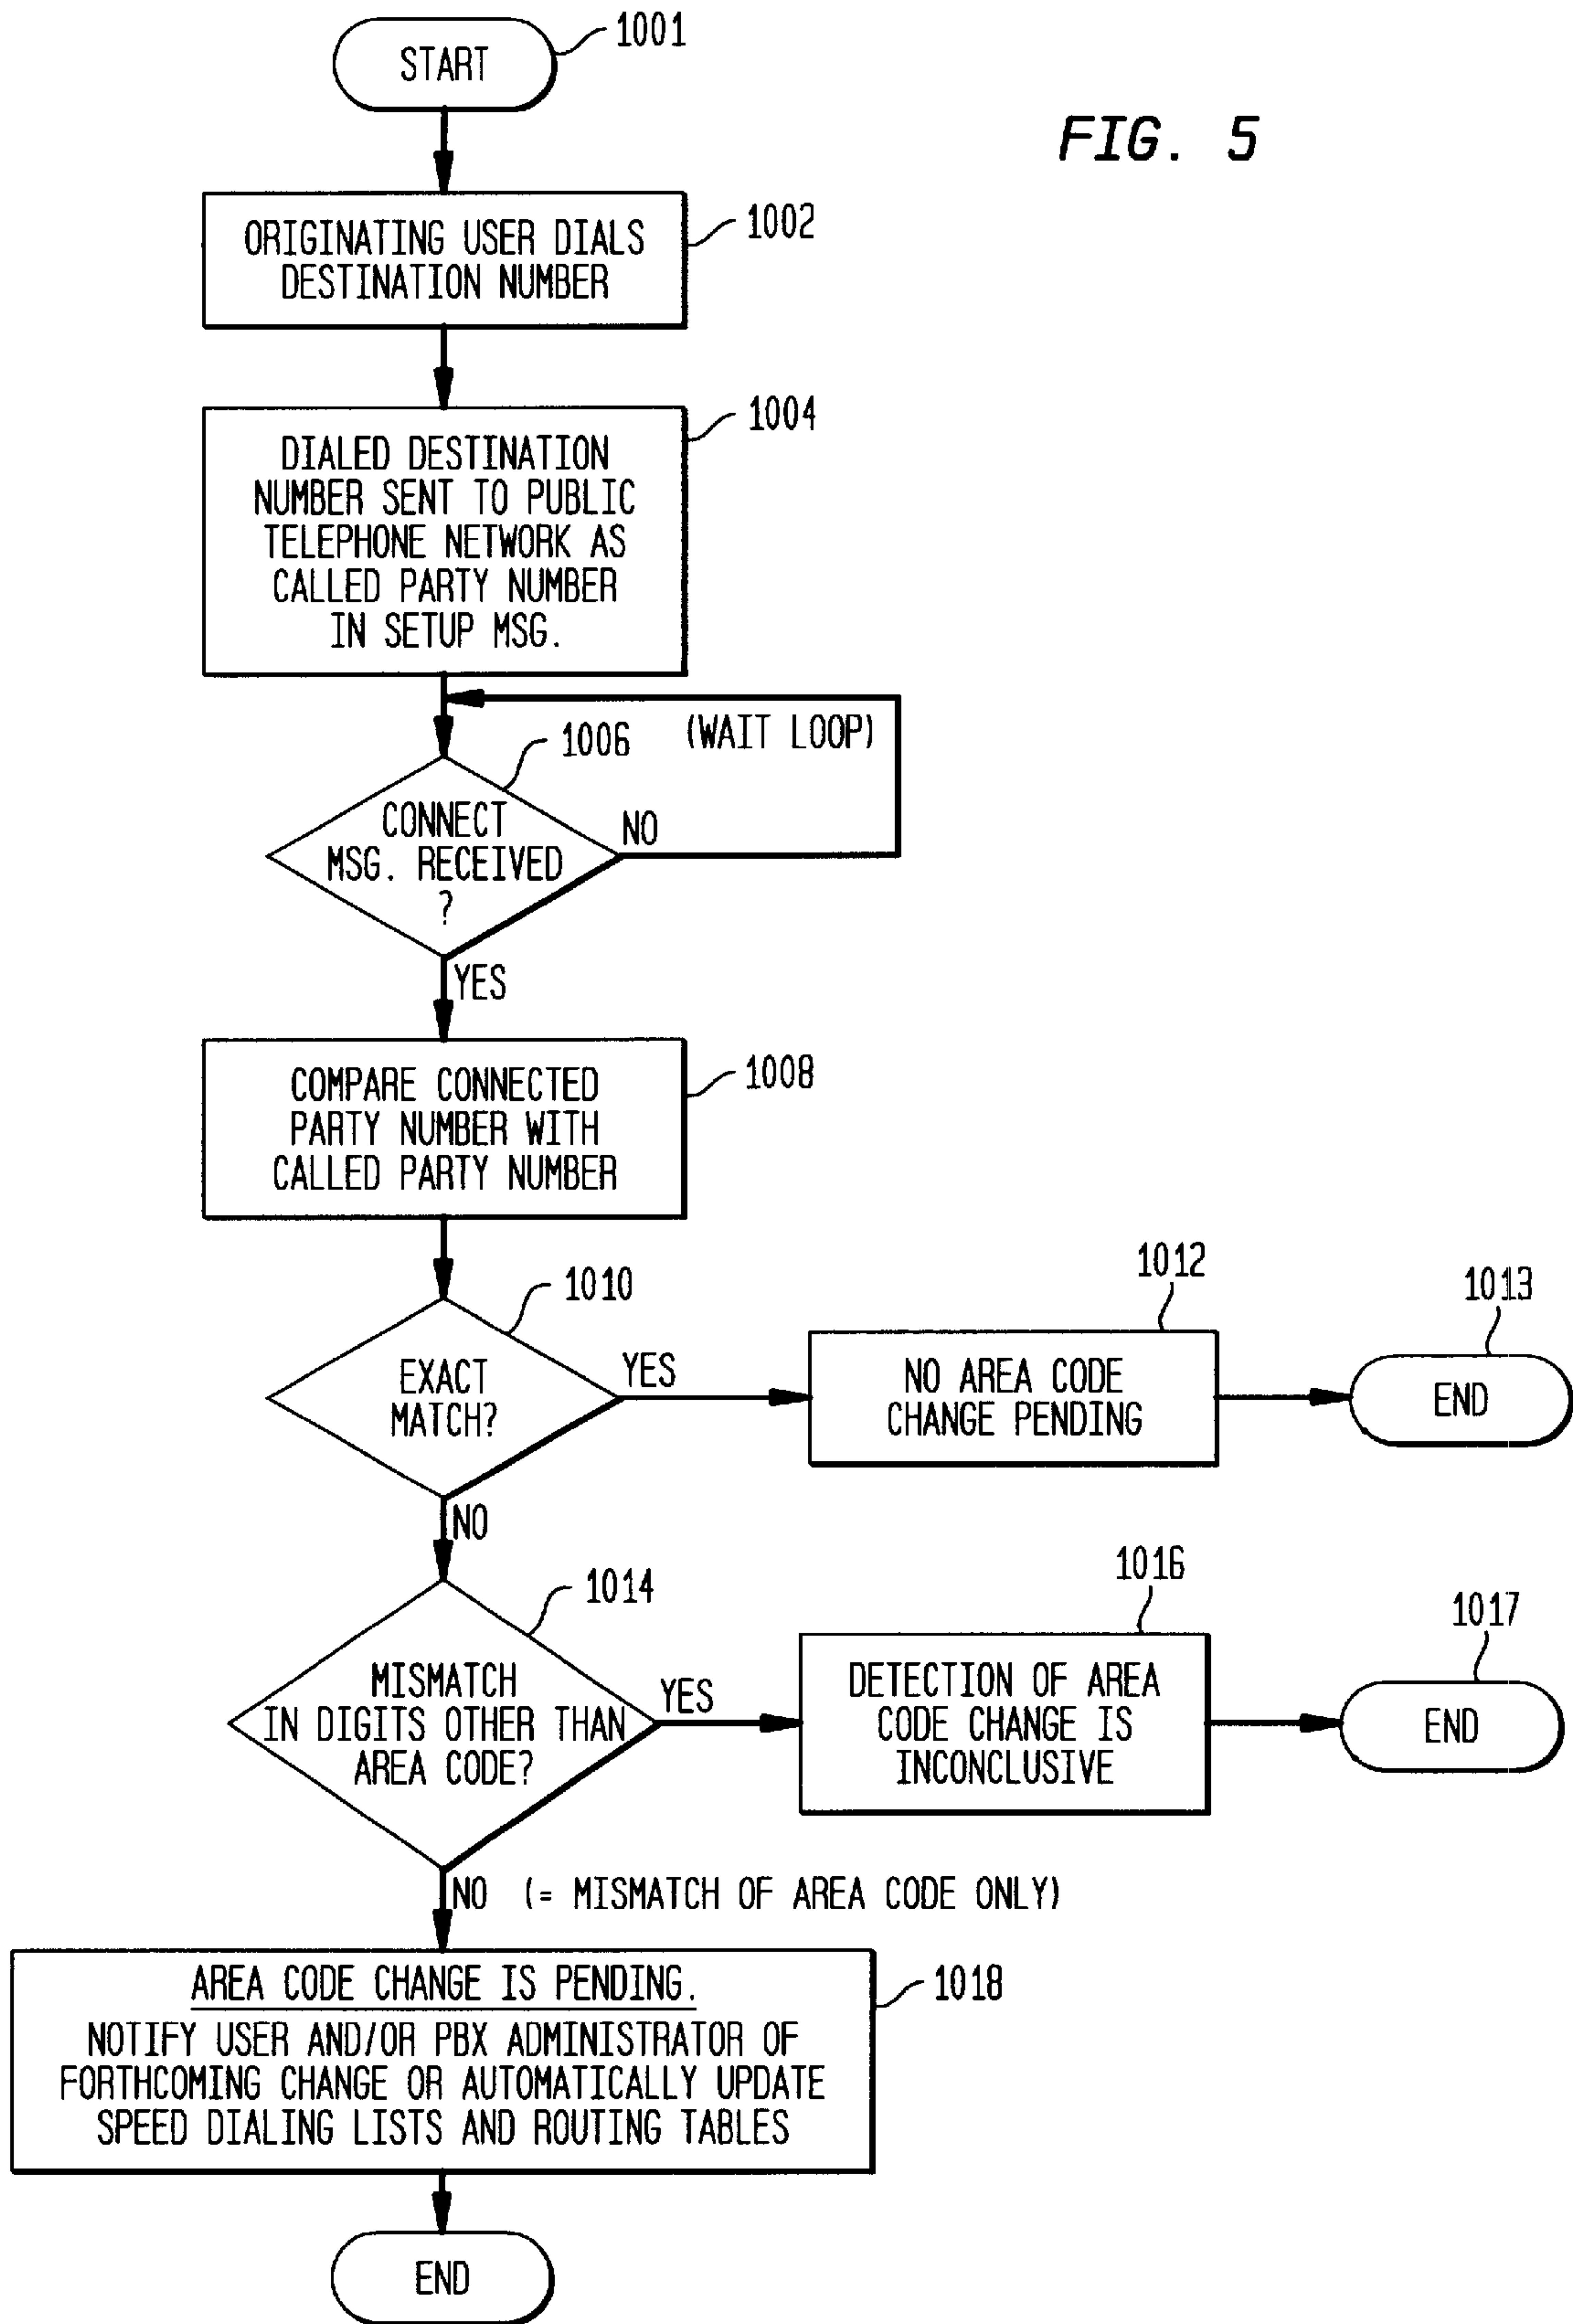 1001
START
FIG. 5
1002
ORIGINATING USER DIALS
DESTINATION NUMBER
1004
DIALED DESTINATION
NUMBER SENT TO PUBLIC
TELEPHONE NETWORK AS
CALLED PARTY NUMBER
IN SETUP MSG.
(WAIT LOOP)
1006
CONNECT
MSG. RECEIVED
?
NO
YES
1008
COMPARE CONNECTED
PARTY NUMBER WITH
CALLED PARTY NUMBER
1010
EXACT
MATCH?
YES
1012
NO AREA CODE
CHANGE PENDING
1013
END
NO
1014
MISMATCH
IN DIGITS OTHER THAN
AREA CODE?
YES
1016
DETECTION OF AREA
CODE CHANGE IS
INCONCLUSIVE
1017
END
NO (= MISMATCH OF AREA CODE ONLY)
1018
AREA CODE CHANGE IS PENDING.
NOTIFY USER AND/OR PBX ADMINISTRATOR OF
FORTHCOMING CHANGE OR AUTOMATICALLY UPDATE
SPEED DIALING LISTS AND ROUTING TABLES
END